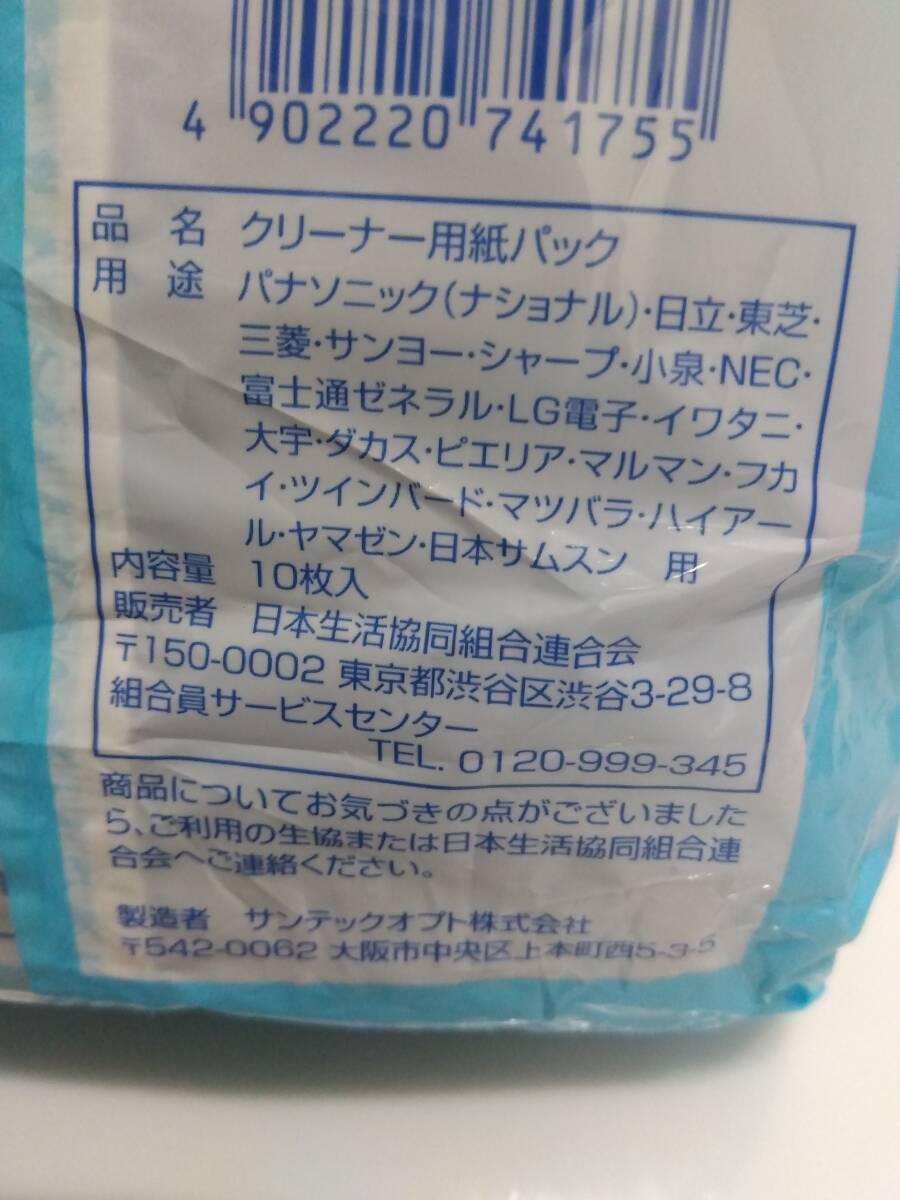 4 902220 741755
品名 クリーナー用紙パック
用途 パナソニック(ナショナル)・日立・東芝・
三菱・サンヨー・シャープ・小泉・NEC・
富士通ゼネラル・LG電子・イワタニ・
大宇・ダカス・ピエリア・マルマン・フカ
イ・ツインバード・マツバラ・ハイアー
ル・ヤマゼン・日本サムスン 用
内容量 10枚入
販売者 日本生活協同組合連合会
〒150-0002 東京都渋谷区渋谷3-29-8
組合員サービスセンター
TEL. 0120-999-345
商品についてお気づきの点がございました
ら、ご利用の生協または日本生活協同組合連
合会へご連絡ください。
製造者 サンテックオプト株式会社
〒542-0062 大阪市中央区上本町西5-3-5